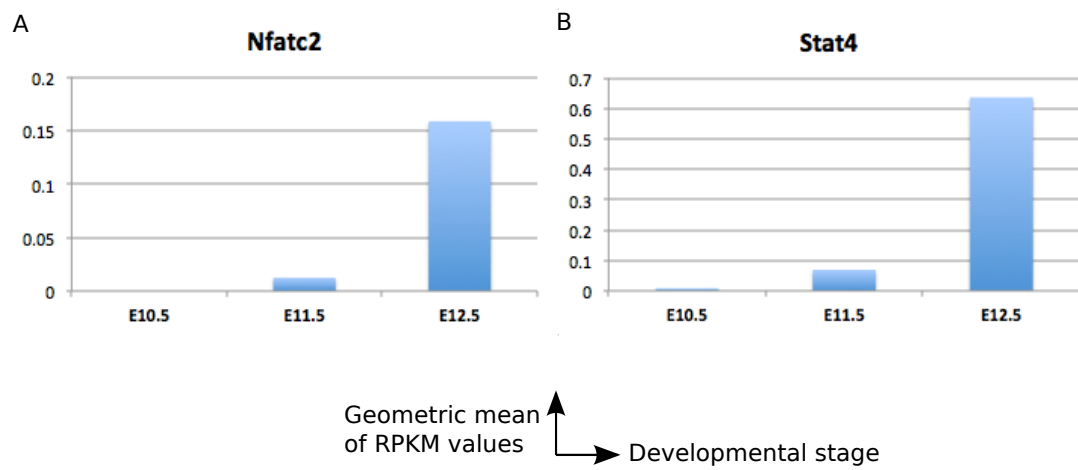 A
Nfatc2
0.2
0.15
0.1
0.05
0
E10.5 E11.5 E12.5
B
Stat4
0.7
0.6
0.5
0.4
0.3
0.2
0.1
0
E10.5 E11.5 E12.5
Geometric mean
of RPKM values
Developmental stage